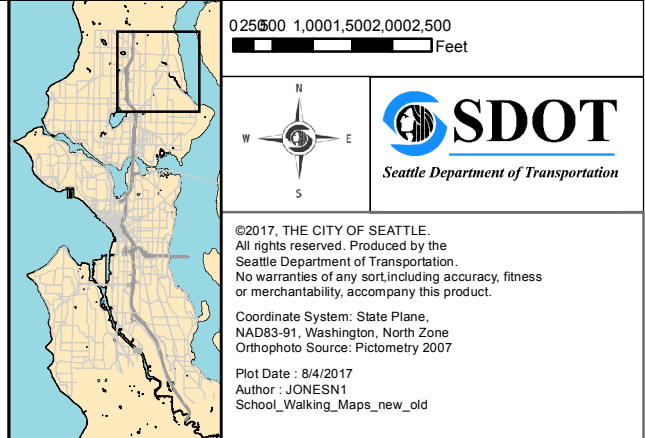 0 250 500 1,000 1,500 2,000 2,500
Feet
N
W E
S
SDOT
Seattle Department of Transportation
©2017, THE CITY OF SEATTLE.
All rights reserved. Produced by the
Seattle Department of Transportation.
No warranties of any sort,including accuracy, fitness
or merchantability, accompany this product.
Coordinate System: State Plane,
NAD83-91, Washington, North Zone
Orthophoto Source: Pictometry 2007
Plot Date : 8/4/2017
Author : JONESN1
School_Walking_Maps_new_old